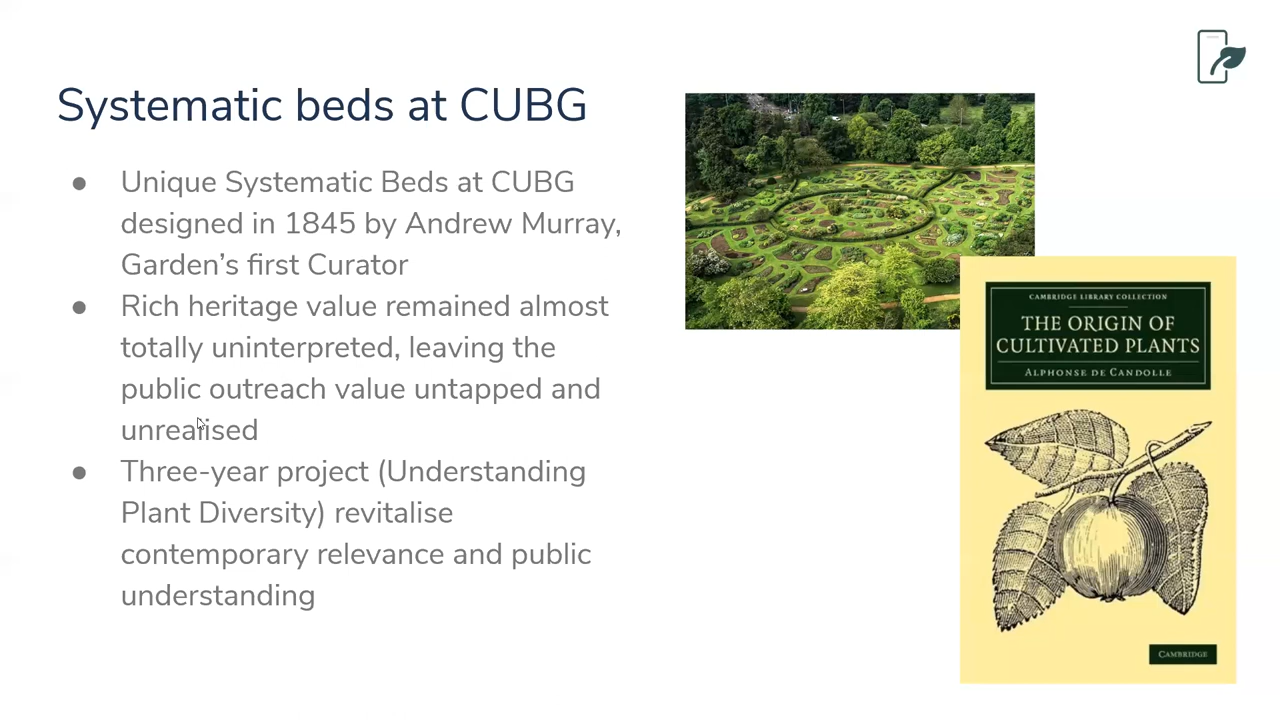 Systematic beds at CUBG
● Unique Systematic Beds at CUBG
designed in 1845 by Andrew Murray,
Garden’s first Curator
● Rich heritage value remained almost
totally uninterpreted, leaving the
public outreach value untapped and
unrealised
● Three-year project (Understanding
Plant Diversity) revitalise
contemporary relevance and public
understanding
CAMBRIDGE LIBRARY COLLECTION
THE ORIGIN OF
CULTIVATED PLANTS
ALPHONSE DE CANDOLLE
CAMBRIDGE